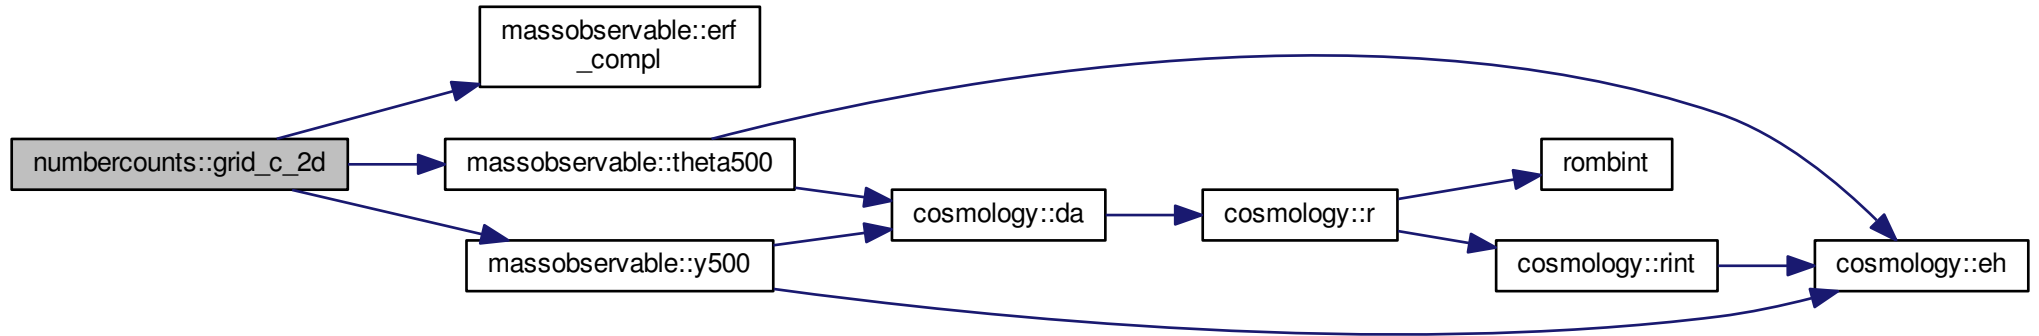 massobservable::erf
_compl
numbercounts::grid_c_2d
massobservable::theta500
massobservable::y500
cosmology::da
cosmology::r
rombint
cosmology::rint
cosmology::eh